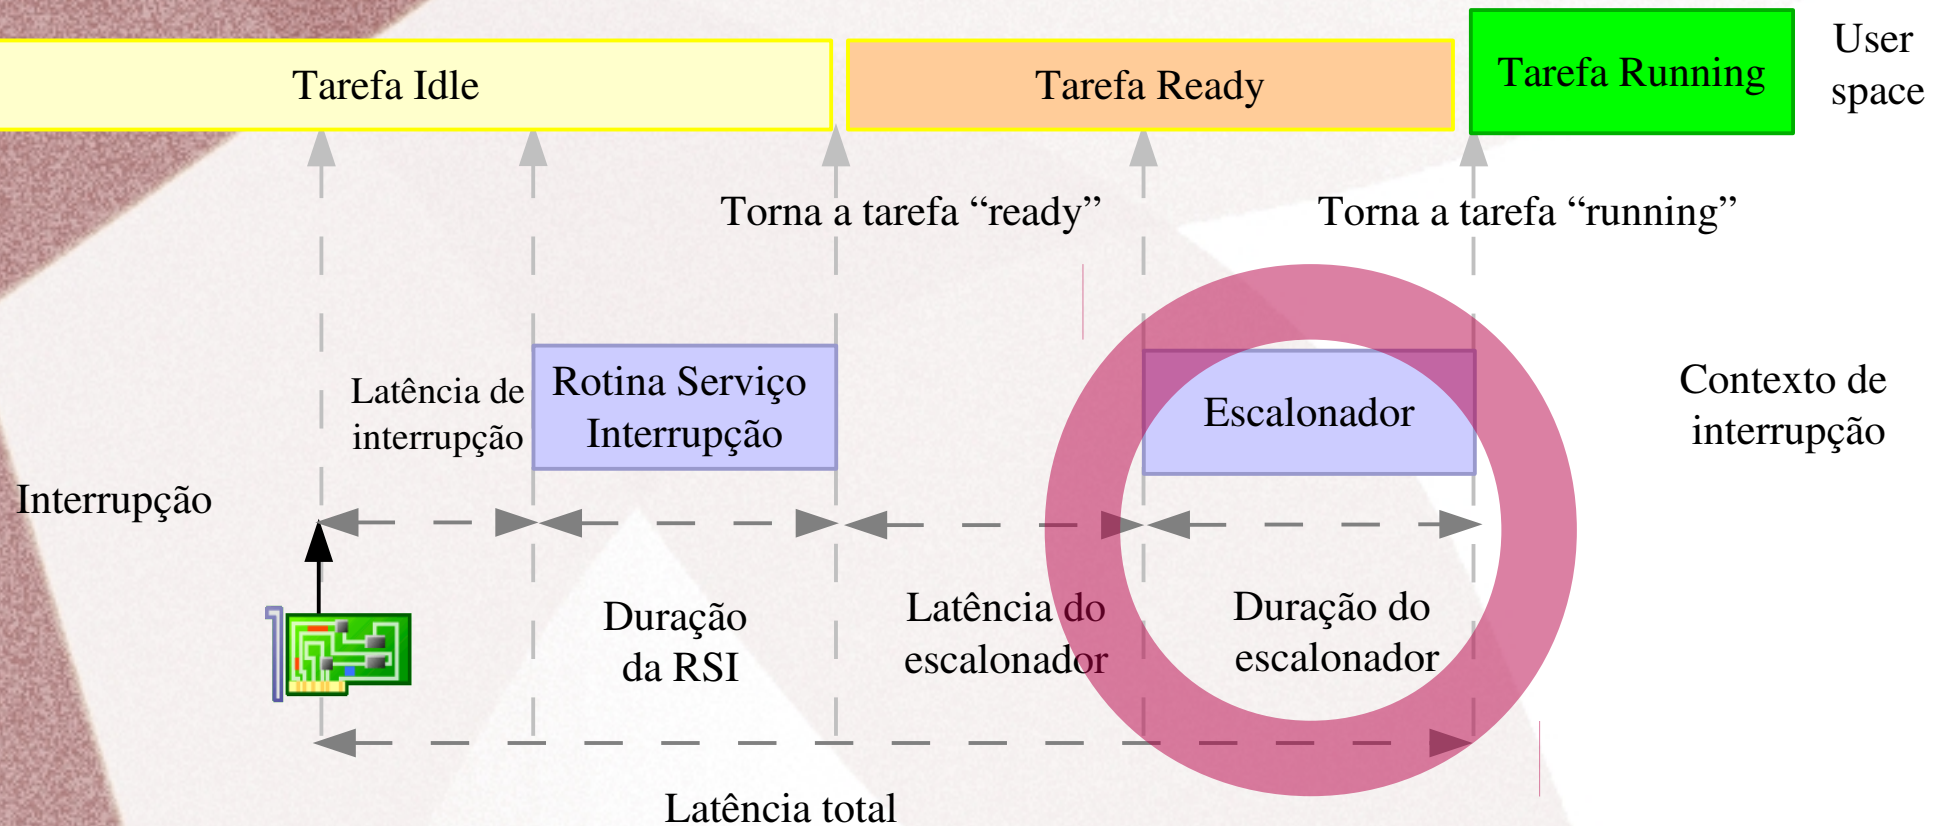 Tarefa Idle
Tarefa Ready
Tarefa Running
User
space
Torna a tarefa “ready”
Torna a tarefa “running”
Latência de
interrupção
Rotina Serviço
Interrupção
Escalonador
Contexto de
interrupção
Interrupção
Duração
da RSI
Latência do
escalonador
Duração do
escalonador
Latência total